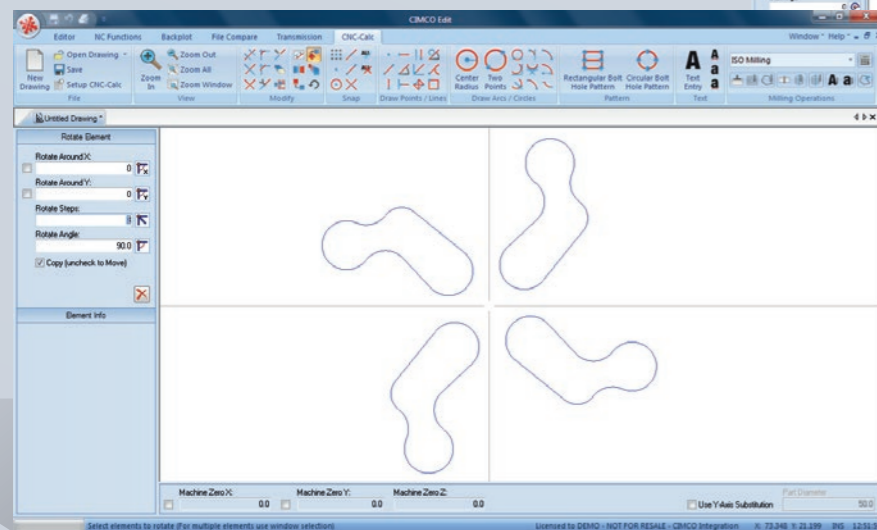 CIMCO Edit
Editor NC Functions Backplot File Compare Transmission CNC-Calc Window Help
New Drawing
Open Drawing
Save
Setup CNC-Calc
File
Zoom In
Zoom Out
Zoom All
Zoom Window
View
Modify
Snap
Draw Points / Lines
Center Radius
Two Points
Draw Arcs / Circles
Rectangular Bolt Hole Pattern
Circular Bolt Hole Pattern
Pattern
Text Entry
Text
ISO Milling
Milling Operations
Untitled Drawing *
Rotate Element
Rotate Around X:
0
Rotate Around Y:
0
Rotate Steps:
Rotate Angle:
90.0
Copy (uncheck to Move)
Element Info
Machine Zero X: Machine Zero Y: Machine Zero Z:
0.0 0.0 0.0
Use Y-Axis Substitution
Part Diameter
50.0
Select elements to rotate (For multiple elements use window selection)
Licensed to DEMO - NOT FOR RESALE - CIMCO Integration